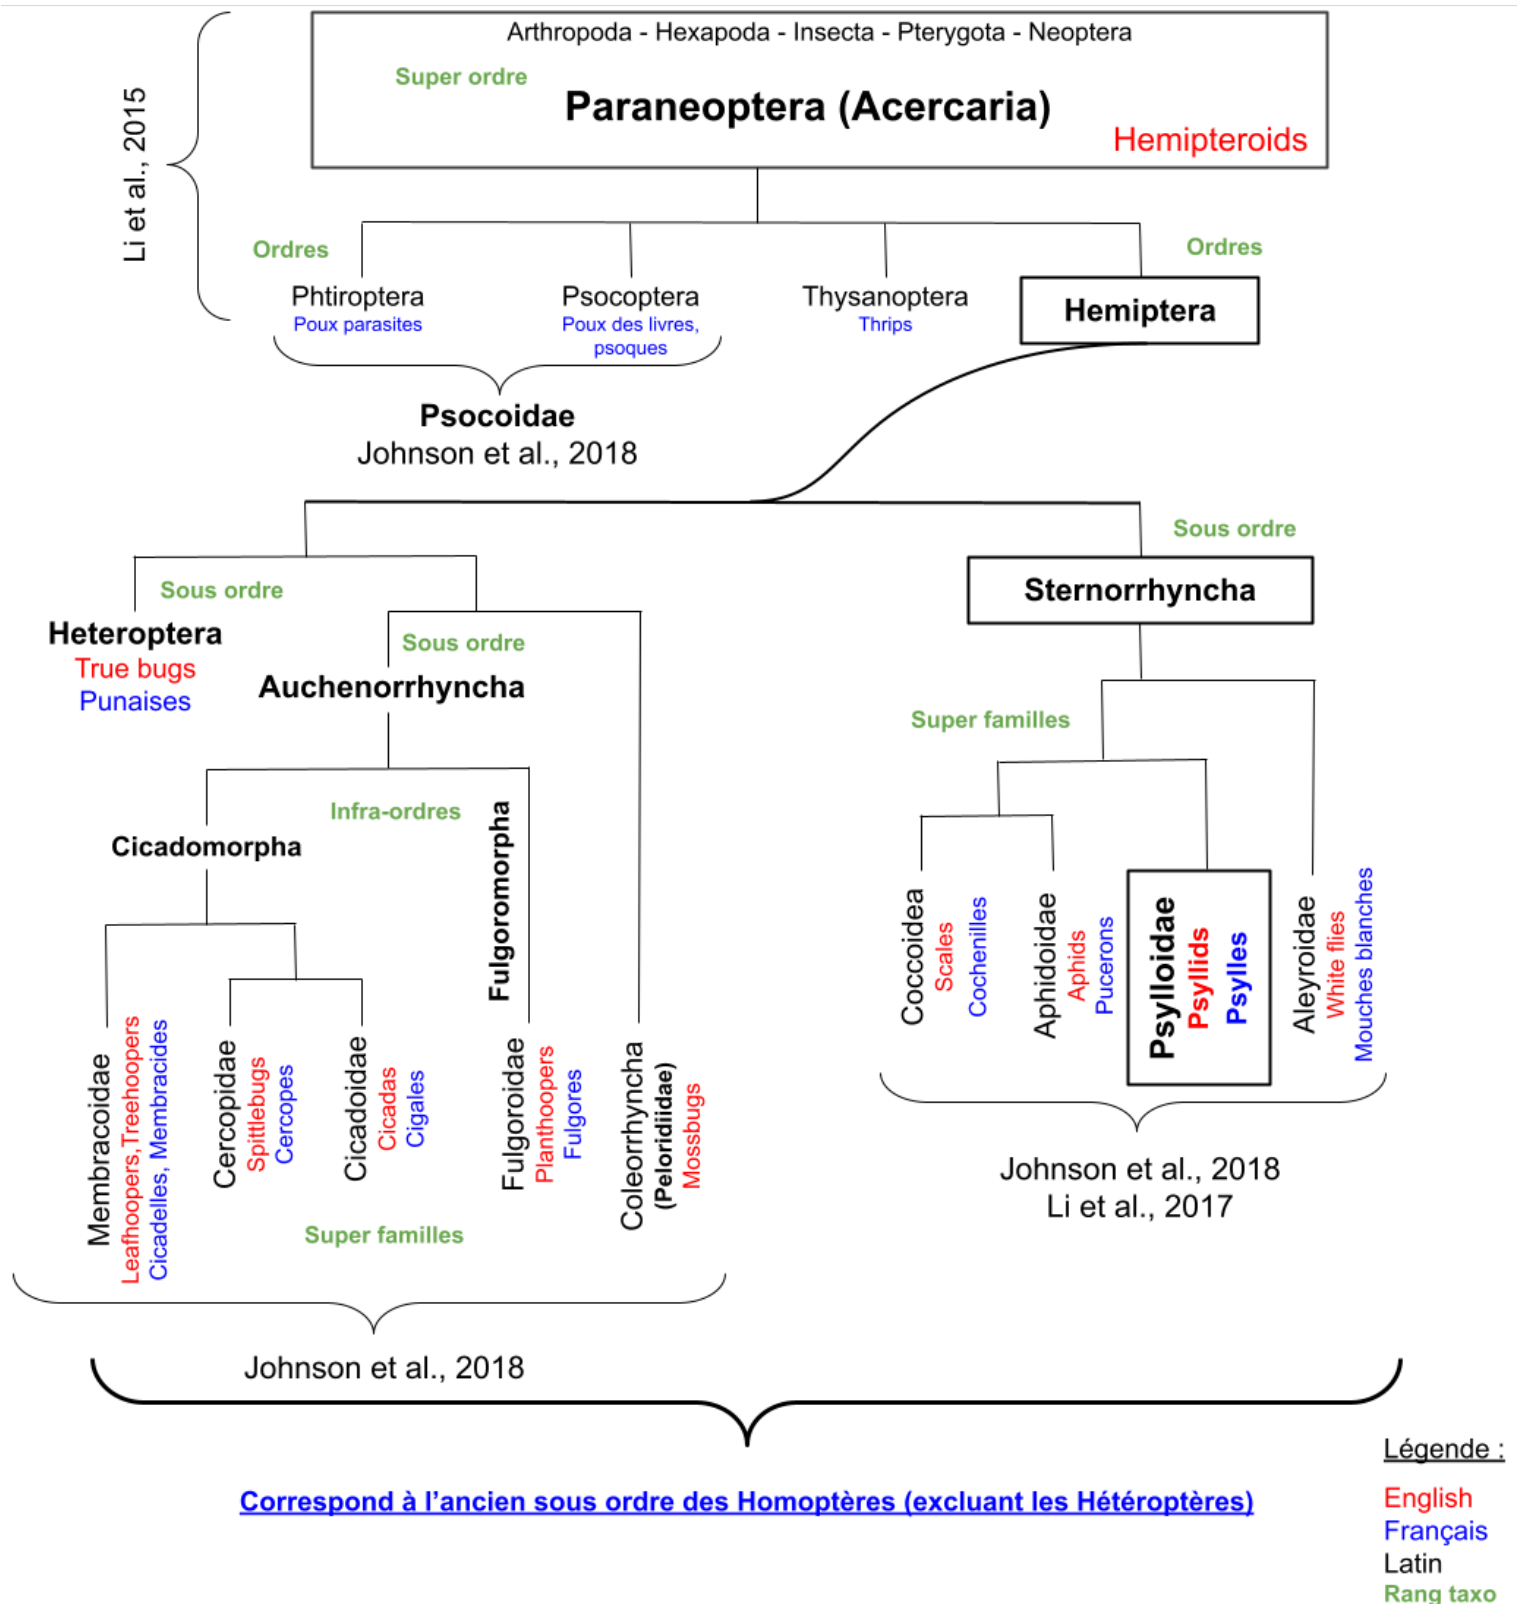 Arthropoda - Hexapoda - Insecta - Pterygota - Neoptera
Super ordre
Paraneoptera (Acercaria)
Hemipteroids
Li et al., 2015
Ordres
Ordres
Phtiroptera
Poux parasites
Psocoptera
Poux des livres,
psoques
Thysanoptera
Thrips
Hemiptera
Psocoidae
Johnson et al., 2018
Sous ordre
Heteroptera
True bugs
Punaises
Sous ordre
Auchenorrhyncha
Sous ordre
Sternorrhyncha
Infra-ordres
Cicadomorpha
Fulgoromorpha
Super familles
Membracoidae
Leafhoopers,Treehoopers
Cicadelles, Membracides
Cercopidae
Spittlebugs
Cercopes
Cicadoidae
Cicadas
Cigales
Fulgoroidae
Planthoopers
Fulgores
Coleorrhyncha
(Peloridiidae)
Mossbugs
Super familles
Coccoidea
Scales
Cochenilles
Aphidoidae
Aphids
Pucerons
Psylloidae
Psyllids
Psylles
Aleyroidae
White flies
Mouches blanches
Johnson et al., 2018
Li et al., 2017
Johnson et al., 2018
Correspond à l’ancien sous ordre des Homoptères (excluant les Hétéroptères)
Légende :
English
Français
Latin
Rang taxo